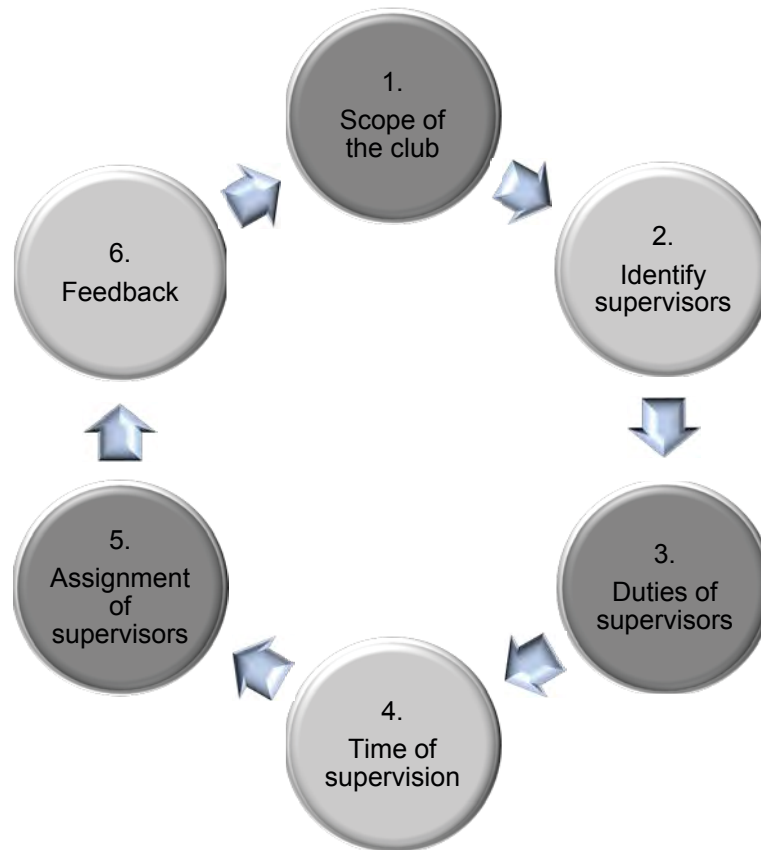 1.
Scope of
the club
2.
Identify
supervisors
3.
Duties of
supervisors
4.
Time of
supervision
5.
Assignment
of
supervisors
6.
Feedback